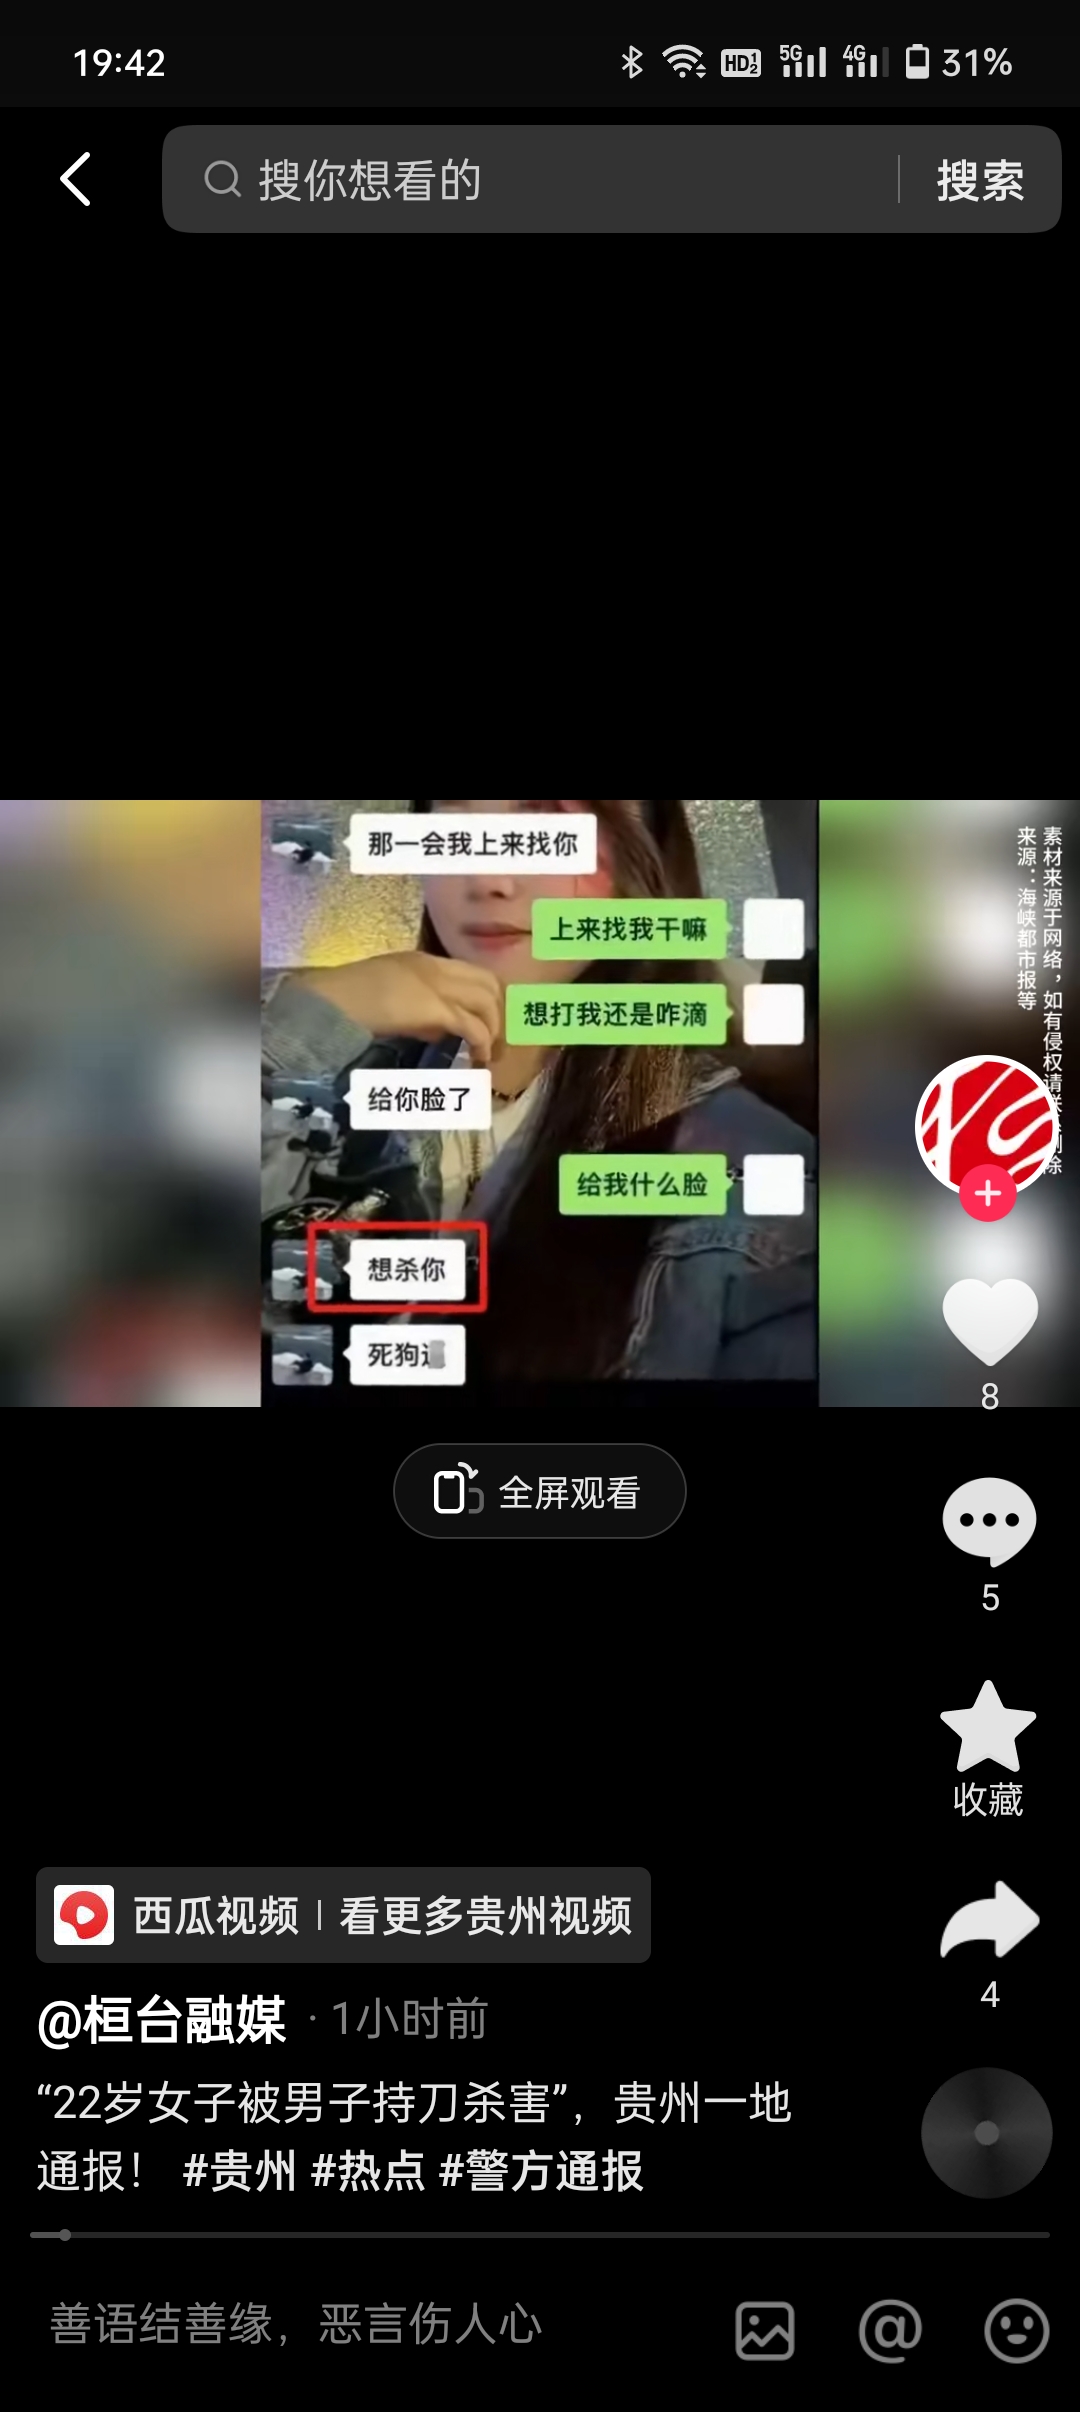 19:42
HD 1 2
5G
4G
31%
搜你想看的
搜索
那一会我上来找你
上来找我干嘛
想打我还是咋滴
给你脸了
给我什么脸
想杀你
死狗
素材来源于网络，如有侵权请
除
来源：海峡都市报等
8
全屏观看
5
收藏
西瓜视频 | 看更多贵州视频
4
@桓台融媒 · 1小时前
“22岁女子被男子持刀杀害”，贵州一地
通报！ #贵州 #热点 #警方通报
善语结善缘，恶言伤人心